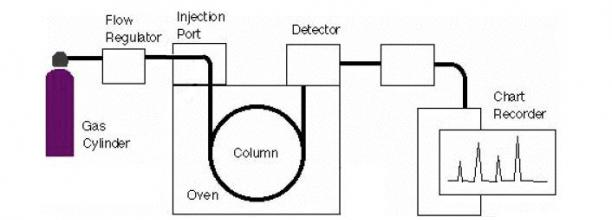 Flow
Regulator
Injection
Port
Detector
Gas
Cylinder
Column
Oven
Chart
Recorder